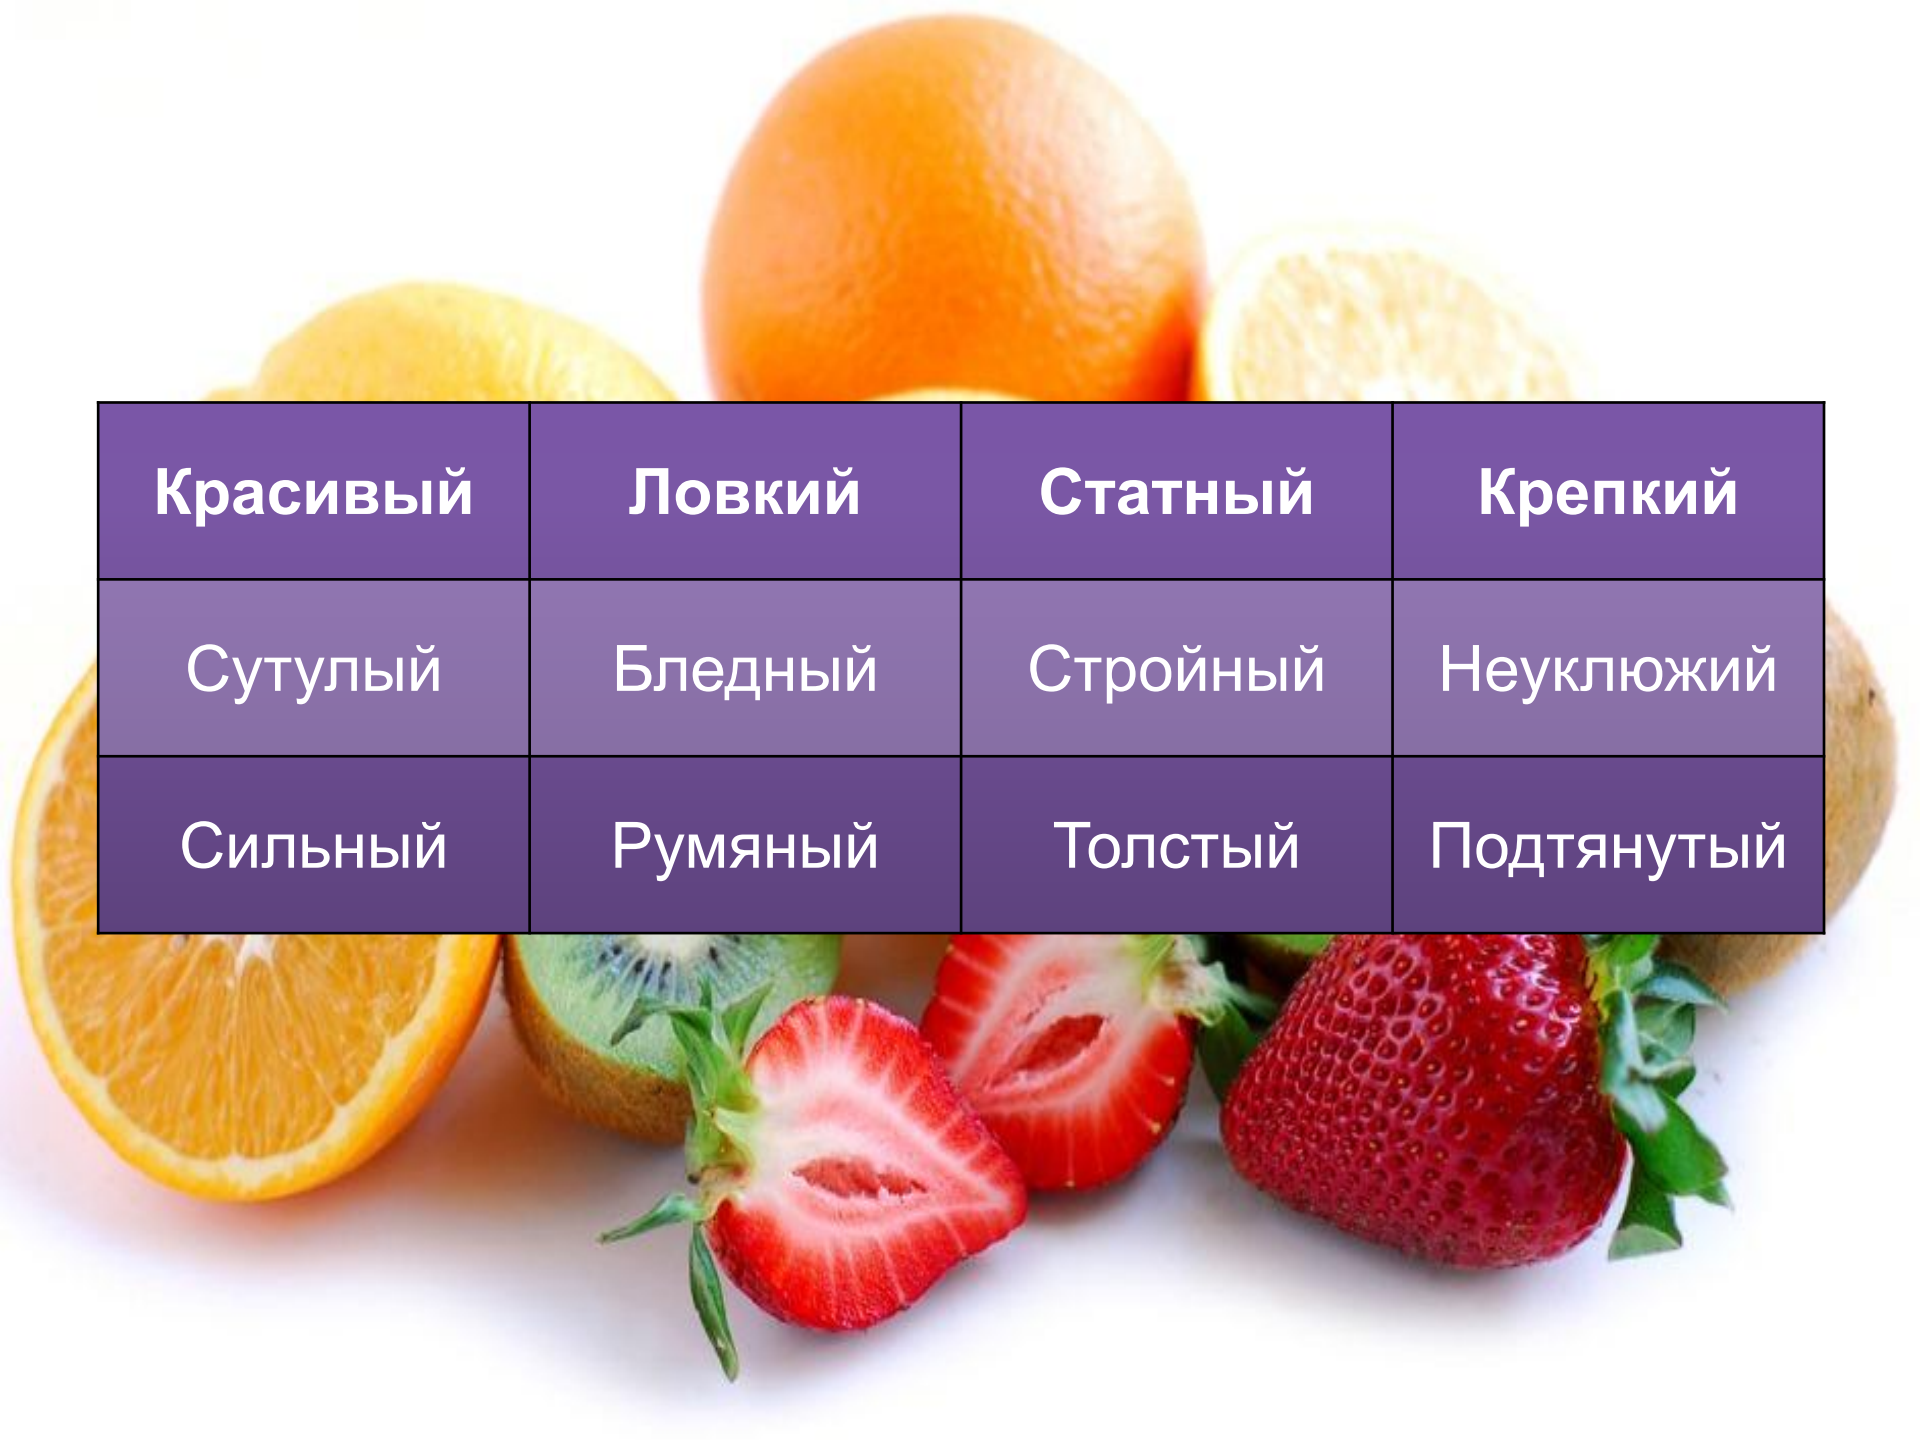 Красивый Ловкий Статный Крепкий
Сутулый Бледный Стройный Неуклюжий
Сильный Румяный Толстый Подтянутый